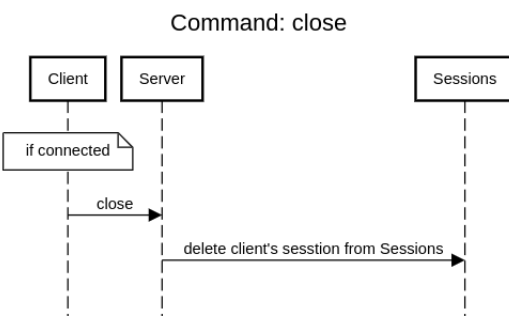 Command: close
Client
Server
Sessions
if connected
close
delete client's sesstion from Sessions